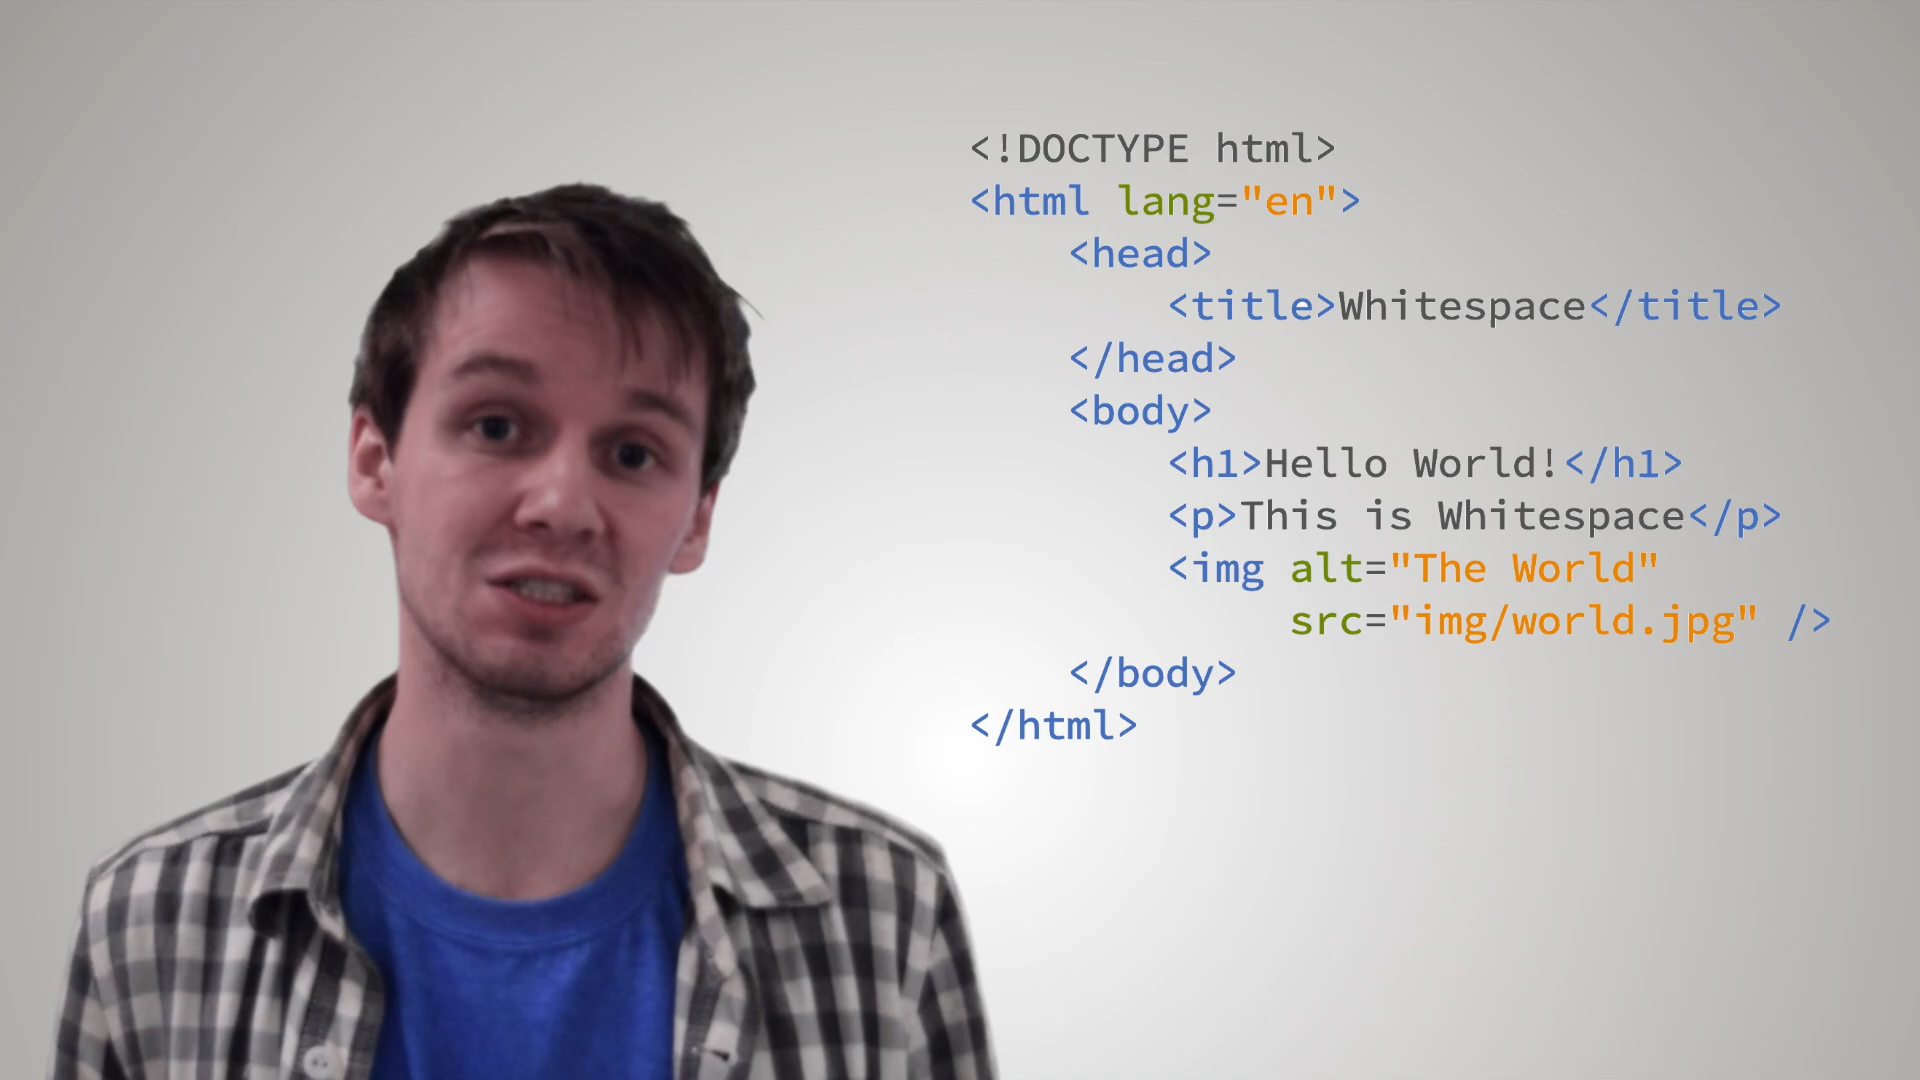 <!DOCTYPE html>
<html lang="en">
    <head>
        <title>Whitespace</title>
    </head>
    <body>
        <h1>Hello World!</h1>
        <p>This is Whitespace</p>
        <img alt="The World"
             src="img/world.jpg" />
    </body>
</html>